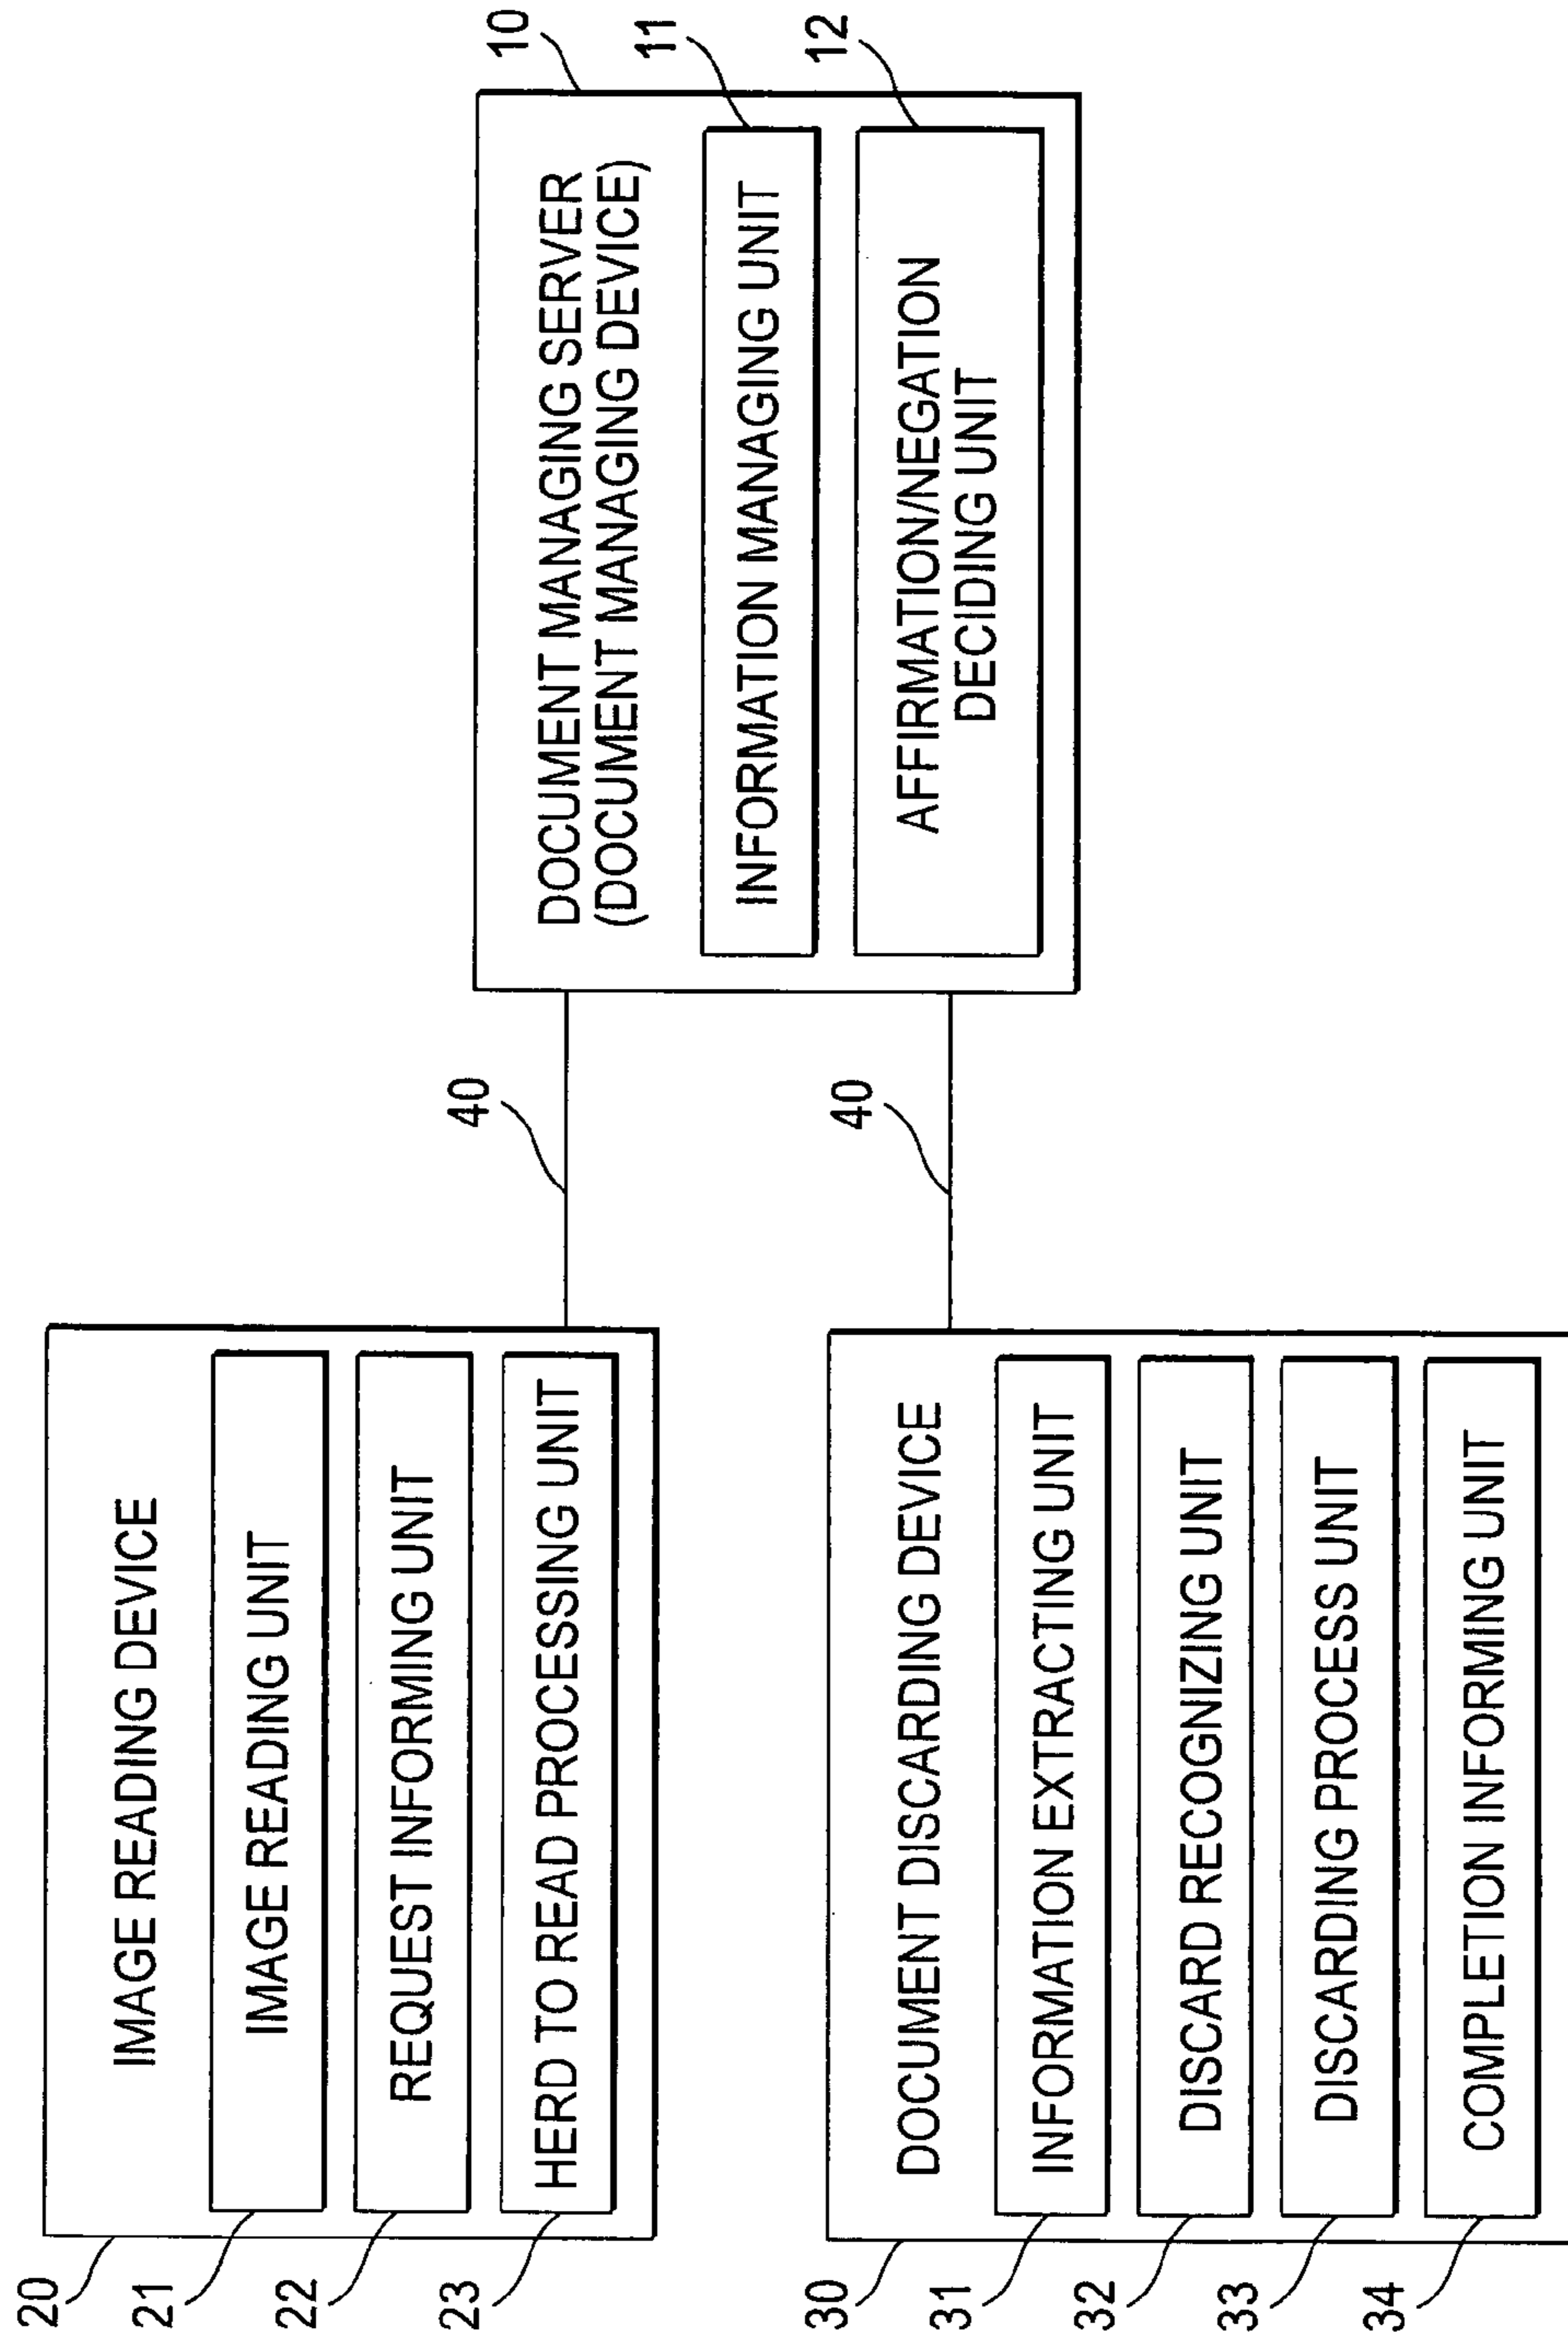 20
IMAGE READING DEVICE
21
IMAGE READING UNIT
22
REQUEST INFORMING UNIT
23
HERD TO READ PROCESSING UNIT
40
10
DOCUMENT MANAGING SERVER
(DOCUMENT MANAGING DEVICE)
11
INFORMATION MANAGING UNIT
12
AFFIRMATION/NEGATION
DECIDING UNIT
40
30
DOCUMENT DISCARDING DEVICE
31
INFORMATION EXTRACTING UNIT
32
DISCARD RECOGNIZING UNIT
33
DISCARDING PROCESS UNIT
34
COMPLETION INFORMING UNIT